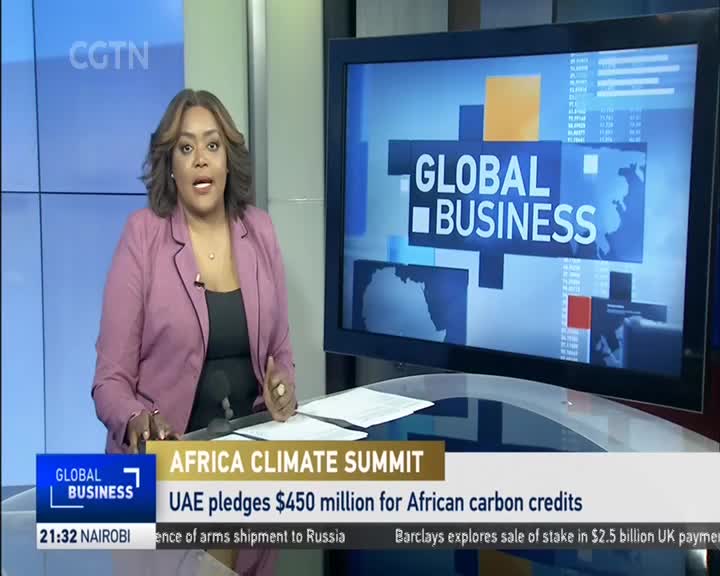 CGTN
GLOBAL
BUSINESS
AFRICA CLIMATE SUMMIT
GLOBAL
BUSINESS
UAE pledges $450 million for African carbon credits
21:32 NAIROBI
ence of arms shipment to Russia
Barclays explores sale of stake in $2.5 billion UK payme